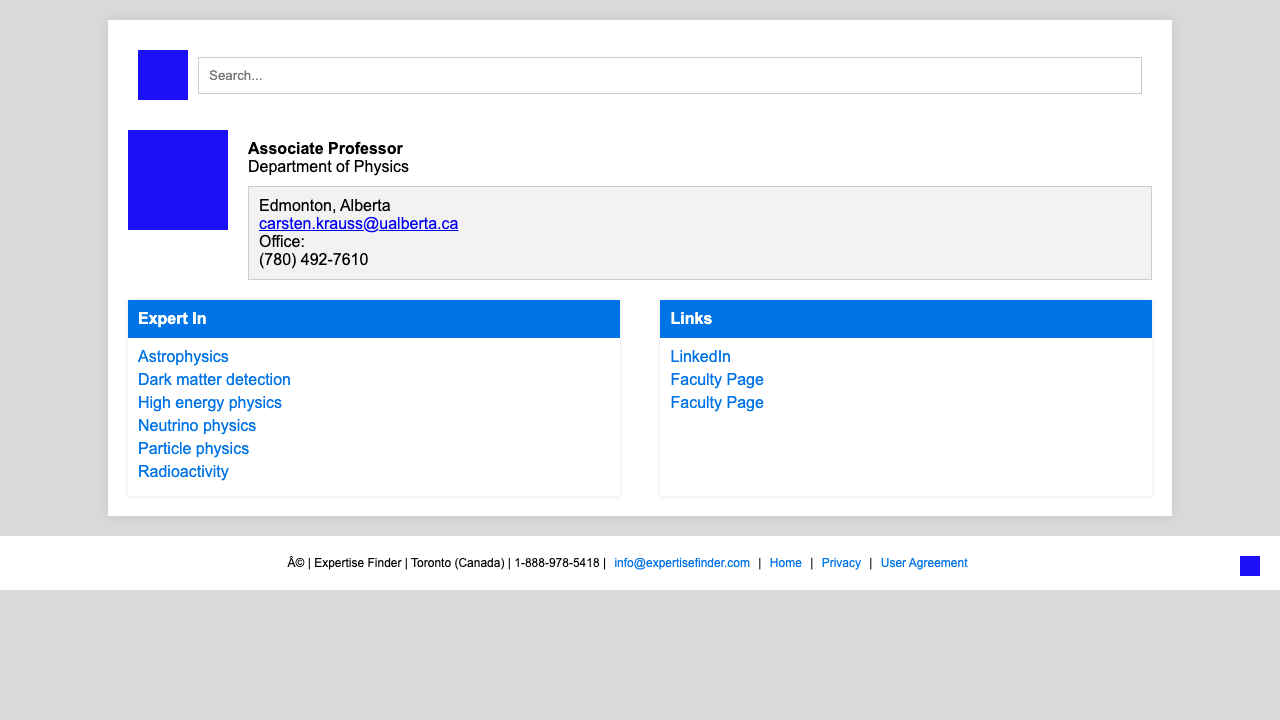 Search...
Associate Professor
Department of Physics
Edmonton, Alberta
carsten.krauss@ualberta.ca
Office:
(780) 492-7610
Expert In
Astrophysics
Dark matter detection
High energy physics
Neutrino physics
Particle physics
Radioactivity
Links
LinkedIn
Faculty Page
Faculty Page
Â© | Expertise Finder | Toronto (Canada) | 1-888-978-5418 | info@expertisefinder.com | Home | Privacy | User Agreement